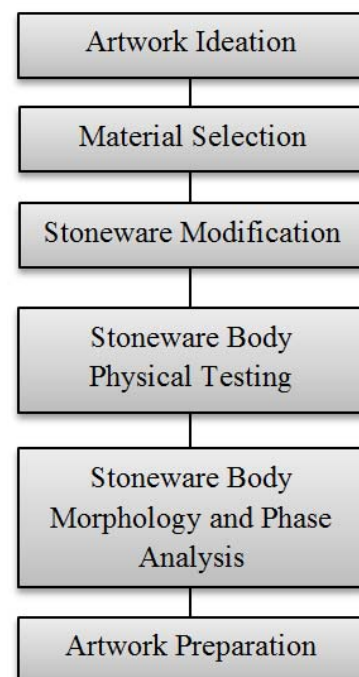 Artwork Ideation
Material Selection
Stoneware Modification
Stoneware Body
Physical Testing
Stoneware Body
Morphology and Phase
Analysis
Artwork Preparation